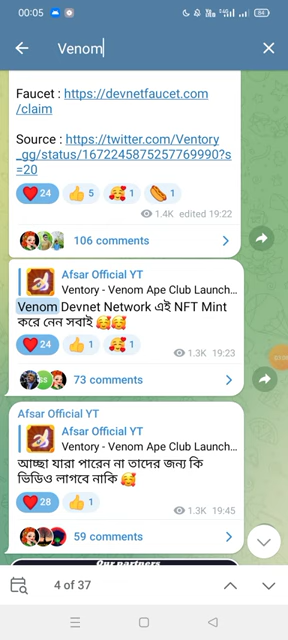 00:05
84
Venom
Faucet : https://devnetfaucet.com
/claim
Source : https://twitter.com/Ventory
_gg/status/1672245875257769990?s
=20
24 5 1 1
1.4K edited 19:22
106 comments
Afsar Official YT
Ventory - Venom Ape Club Launch...
Venom Devnet Network এই NFT Mint
করে নেন সবাই 🥰🥰
24 1 1
1.3K 19:23
73 comments
Afsar Official YT
Afsar Official YT
Ventory - Venom Ape Club Launch...
আচ্ছা যারা পারেন না তাদের জন্য কি
ভিডিও লাগবে নাকি 🥰
28 1
1.3K 19:45
59 comments
Our partners
4 of 37